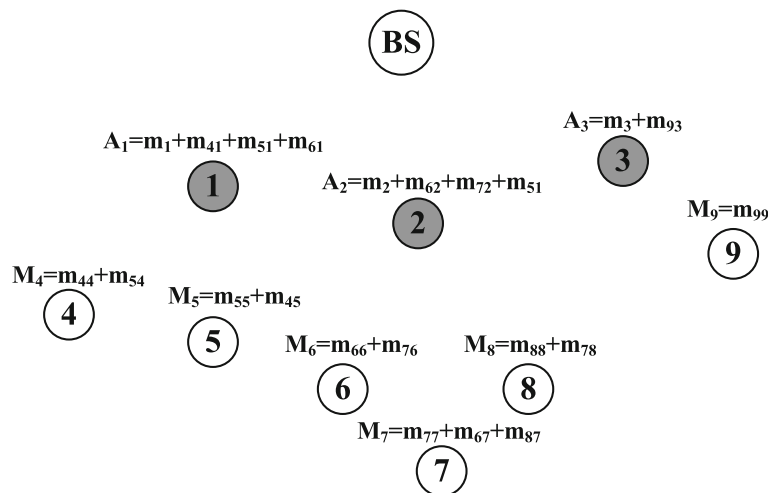 BS
A₃=m₃+m₉₃
A₁=m₁+m₄₁+m₅₁+m₆₁
3
1
A₂=m₂+m₆₂+m₇₂+m₅₁
M₉=m₉₉
2
9
M₄=m₄₄+m₅₄
M₅=m₅₅+m₄₅
4
5
M₆=m₆₆+m₇₆
M₈=m₈₈+m₇₈
6
8
M₇=m₇₇+m₆₇+m₈₇
7